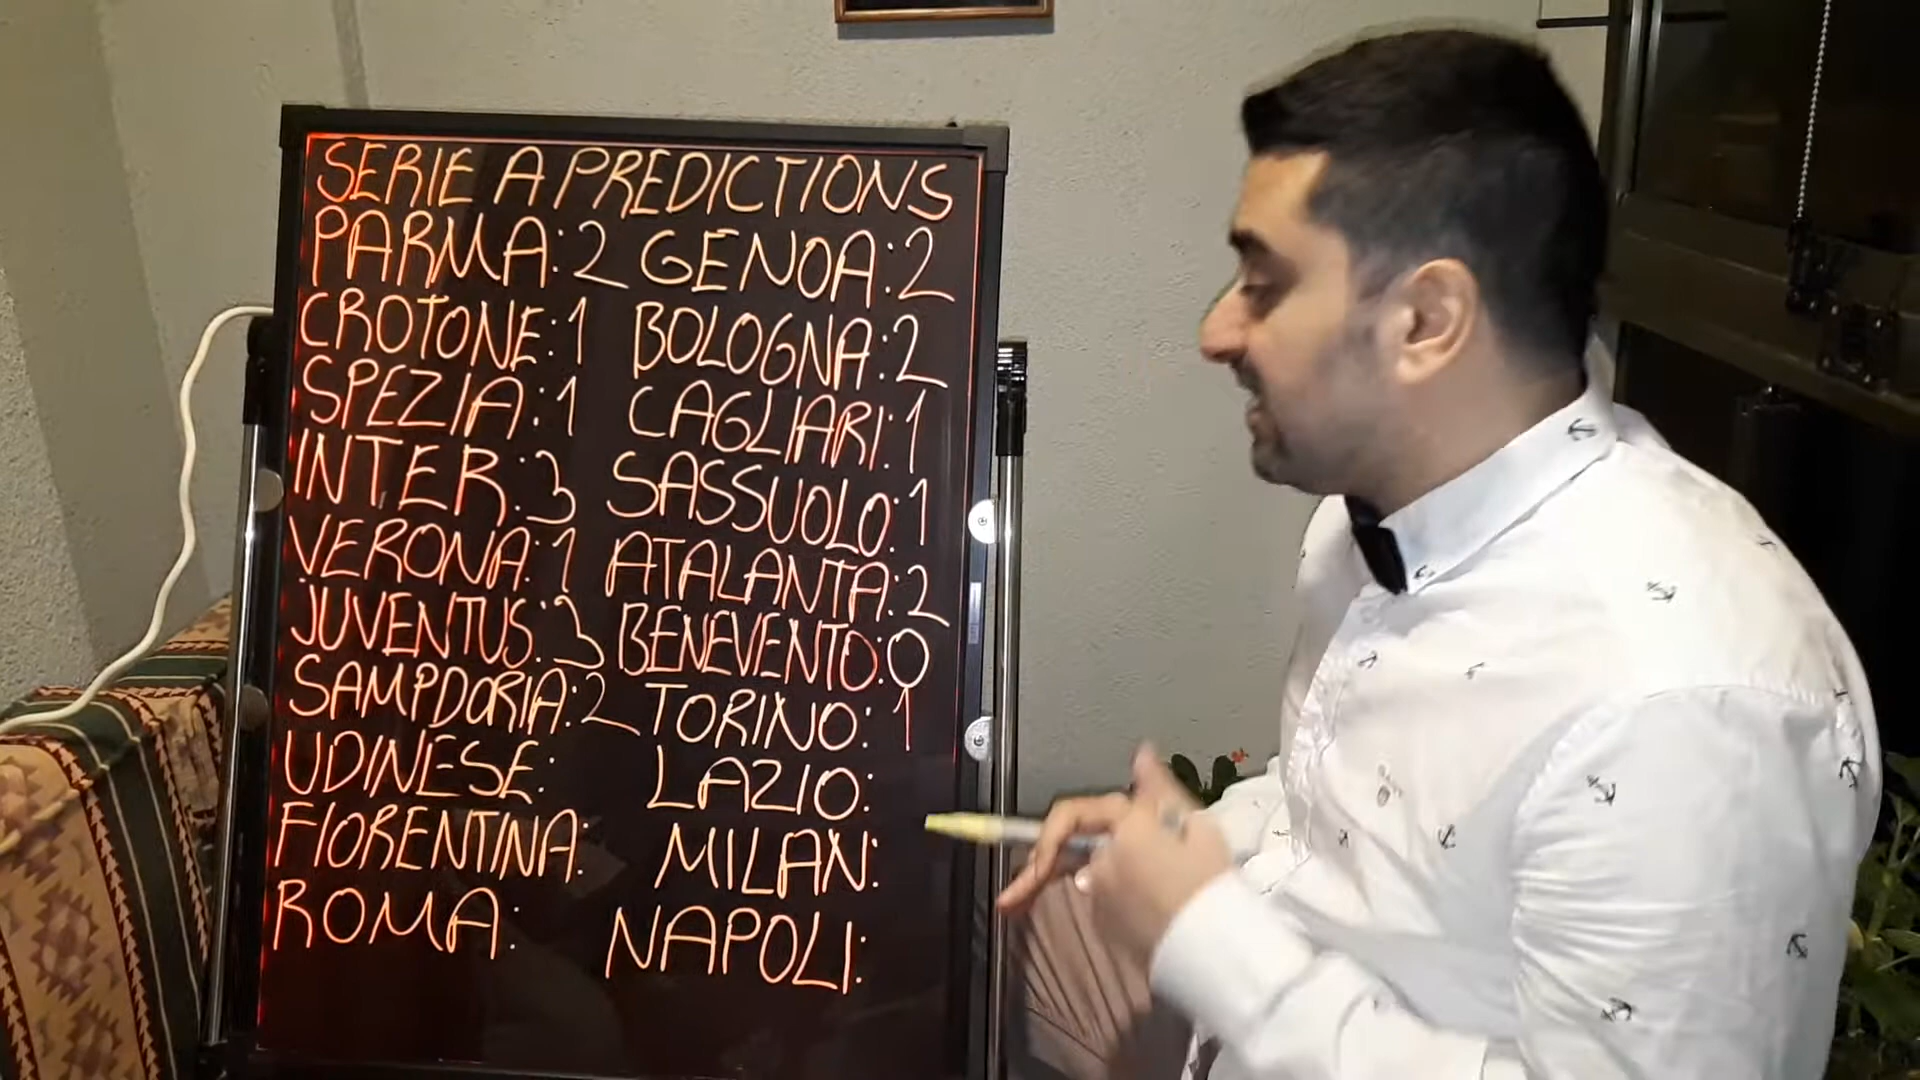 SERIE A PREDICTIONS
PARMA: 2 GENOA: 2
CROTONE: 1 BOLOGNA: 2
SPEZIA: 1 CAGLIARI: 1
INTER: 3 SASSUOLO: 1
VERONA: 1 ATALANTA: 2
JUVENTUS: 3 BENEVENTO: 0
SAMPDORIA: 2 TORINO: 1
UDINESE: LAZIO:
FIORENTINA: MILAN:
ROMA: NAPOLI: